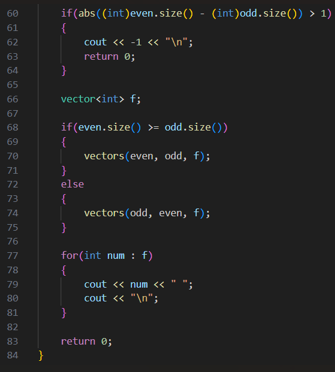 60 if(abs((int)even.size() - (int)odd.size()) > 1)
61 {
62 cout << -1 << "\n";
63 return 0;
64 }
65
66 vector<int> f;
67
68 if(even.size() >= odd.size())
69 {
70 vectors(even, odd, f);
71 }
72 else
73 {
74 vectors(odd, even, f);
75 }
76
77 for(int num : f)
78 {
79 cout << num << " ";
80 cout << "\n";
81 }
82
83 return 0;
84 }